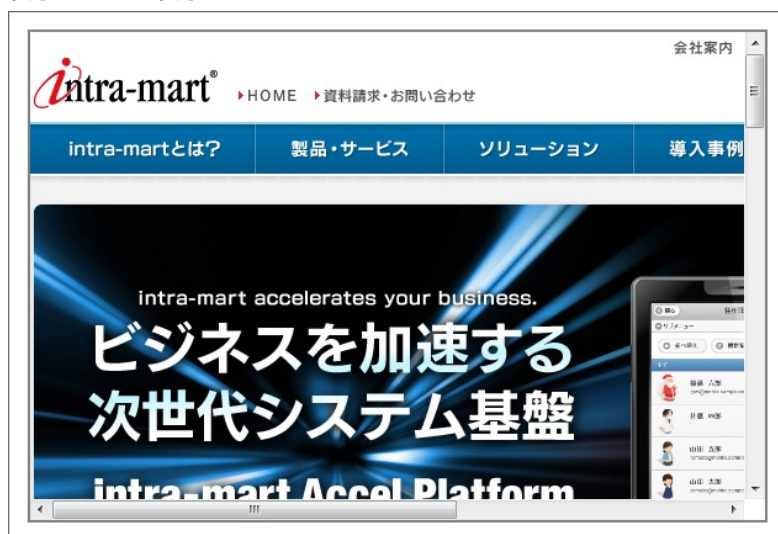 会社案内
intra-mart®
HOME 資料請求・お問い合わせ
intra-martとは? 製品・サービス ソリューション 導入事例
intra-mart accelerates your business.
ビジネスを加速する
次世代システム基盤
intra-mart Accel Platform